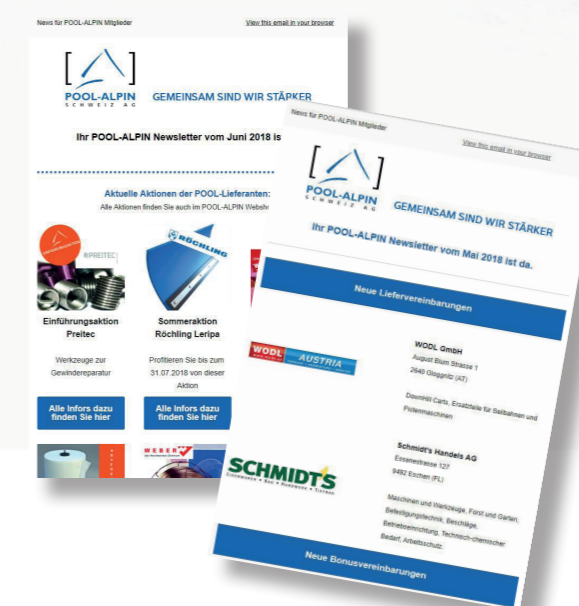 News für POOL-ALPIN Mitglieder
View this email in your browser
POOL-ALPIN
SCHWEIZ AG
GEMEINSAM SIND WIR STÄRKER
Ihr POOL-ALPIN Newsletter vom Juni 2018 is
Aktuelle Aktionen der POOL-Lieferanten:
Alle Aktionen finden Sie auch im POOL-ALPIN Websh
PREITEC
RÖCHLING
Einführungsaktion
Preitec
Sommeraktion
Röchling Leripa
Werkzeuge zur
Gewindereparatur
Profitieren Sie bis zum
31.07.2018 von dieser
Aktion
Alle Infors dazu
finden Sie hier
Alle Infors dazu
finden Sie hier
WEBER
News für POOL-ALPIN Mitglieder
View this email in your browser
POOL-ALPIN
SCHWEIZ AG
GEMEINSAM SIND WIR STÄRKER
Ihr POOL-ALPIN Newsletter vom Mai 2018 ist da.
Neue Liefervereinbarungen
WODL AUSTRIA
WODL GmbH
August Blum Strasse 1
2640 Gloggnitz (AT)
DownHill Carts, Ersatzteile für Seilbahnen und
Pistenmaschinen
SCHMIDT'S
EISENWAREN • BAU • HANDWERK • TIEFBAU
Schmidt's Handels AG
Essanestrasse 127
9492 Eschen (FL)
Maschinen und Werkzeuge, Forst und Garten,
Befestigungstechnik, Beschläge,
Betriebseinrichtung, Technisch-chemischer
Bedarf, Arbeitsschutz.
Neue Bonusvereinbarungen